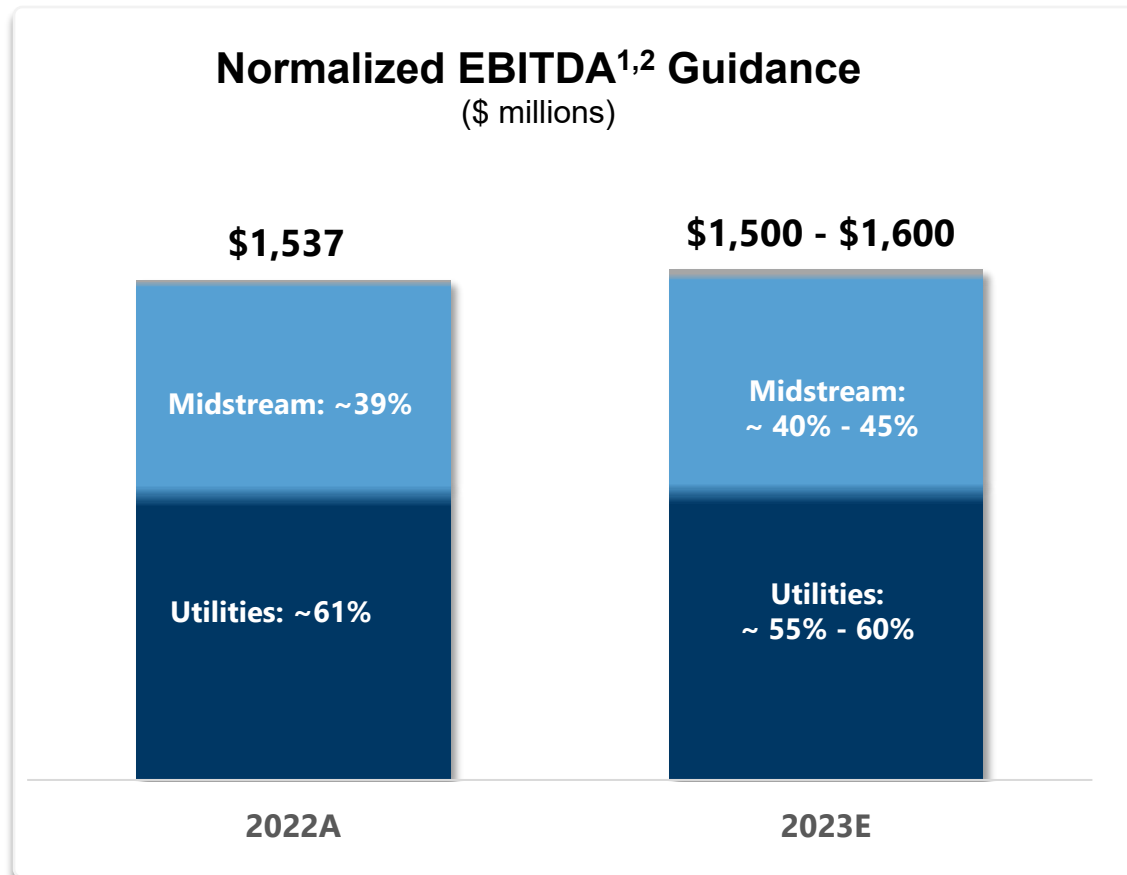 Normalized EBITDA1,2 Guidance
($ millions)
$1,537
$1,500 - $1,600
Midstream: ~39%
Midstream:
~ 40% - 45%
Utilities: ~61%
Utilities:
~ 55% - 60%
2022A
2023E